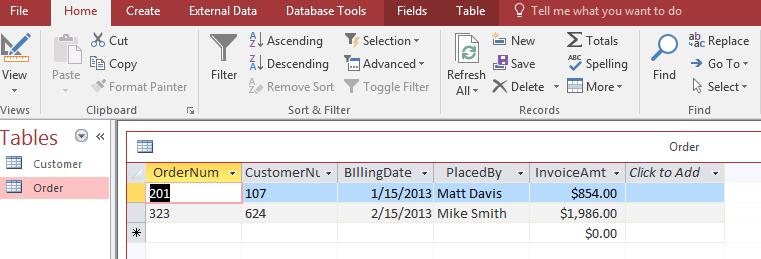 File Home Create External Data Database Tools Fields Table Tell me what you want to do
Cut Ascending Selection New Totals Replace
Copy Descending Advanced Save Spelling Go To
View Paste Format Painter Filter Remove Sort Toggle Filter Refresh All Delete More Find Select
Views Clipboard Sort & Filter Records Find
Tables
Customer
Order
Order
OrderNum CustomerNu BIllingDate PlacedBy InvoiceAmt Click to Add
201 107 1/15/2013 Matt Davis $854.00
323 624 2/15/2013 Mike Smith $1,986.00
$0.00